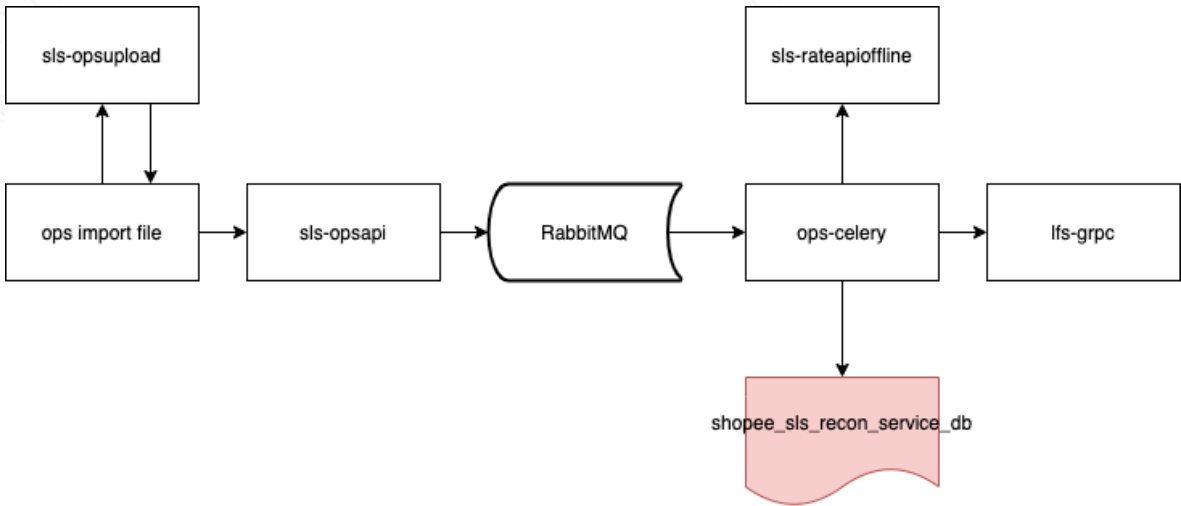 sls-opsupload
sls-rateapioffline
ops import file
sls-opsapi
RabbitMQ
ops-celery
lfs-grpc
shopee_sls_recon_service_db